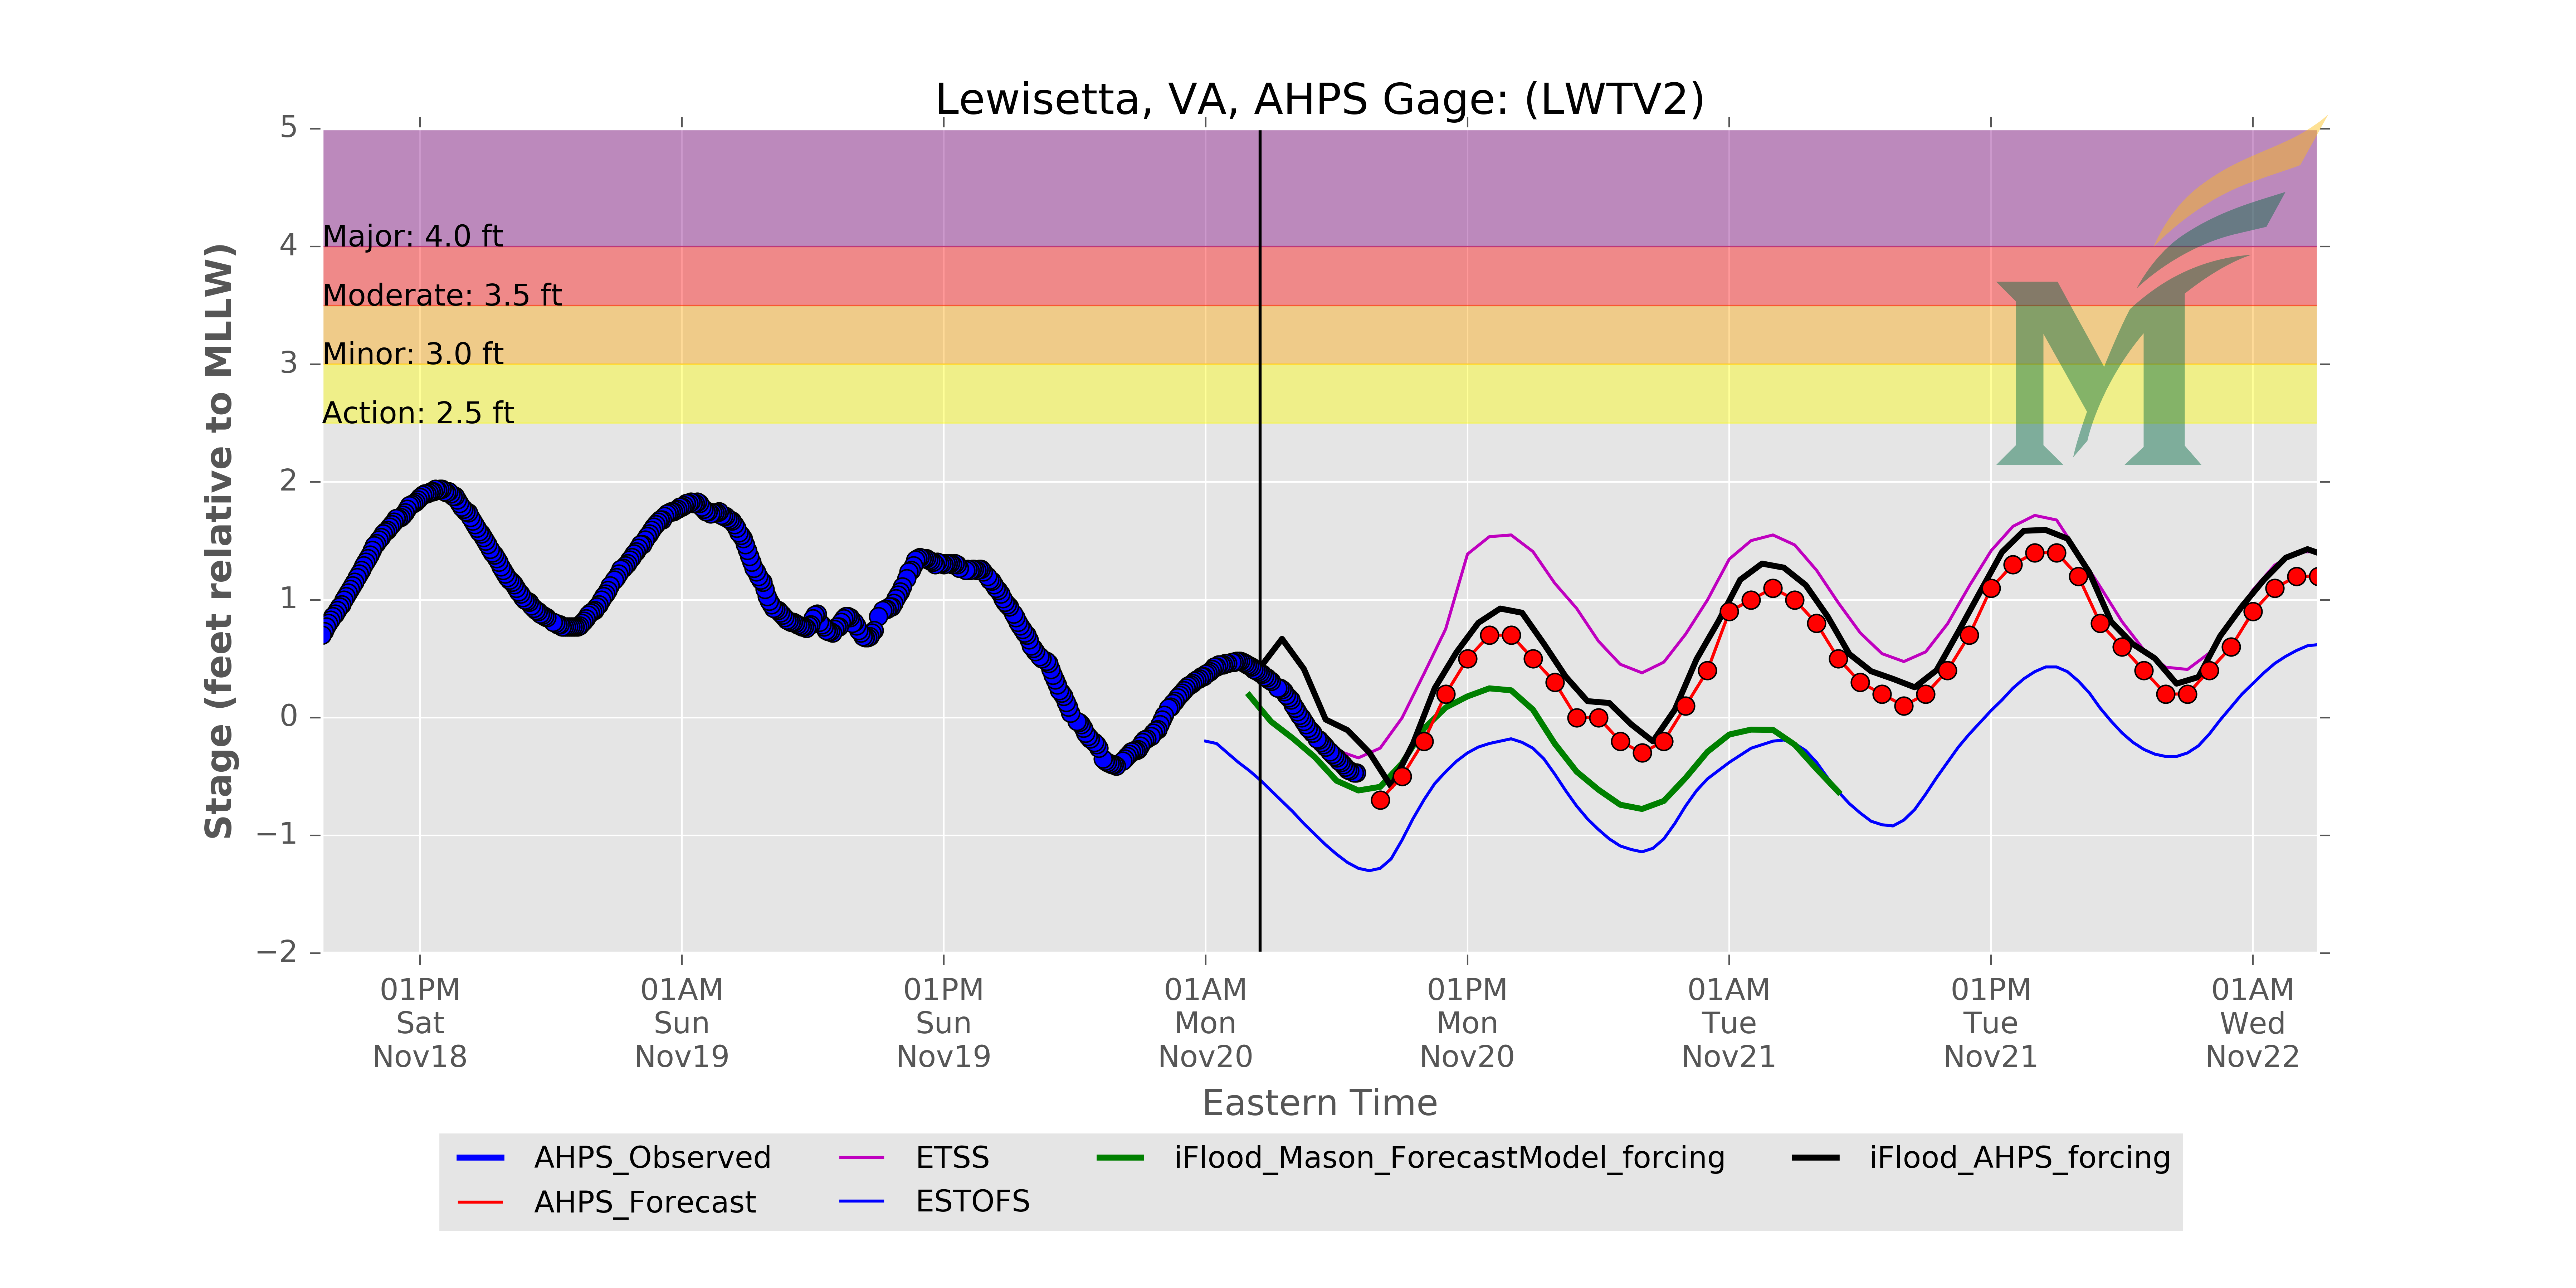 Lewisetta, VA, AHPS Gage: (LWTV2)
Stage (feet relative to MLLW)
5
4
3
2
1
0
−1
−2
Major: 4.0 ft
Moderate: 3.5 ft
Minor: 3.0 ft
Action: 2.5 ft
M
01PM 01AM 01PM 01AM 01PM 01AM 01PM 01AM
Sat Sun Sun Mon Mon Tue Tue Wed
Nov18 Nov19 Nov19 Nov20 Nov20 Nov21 Nov21 Nov22
Eastern Time
AHPS_Observed ETSS iFlood_Mason_ForecastModel_forcing iFlood_AHPS_forcing
AHPS_Forecast ESTOFS